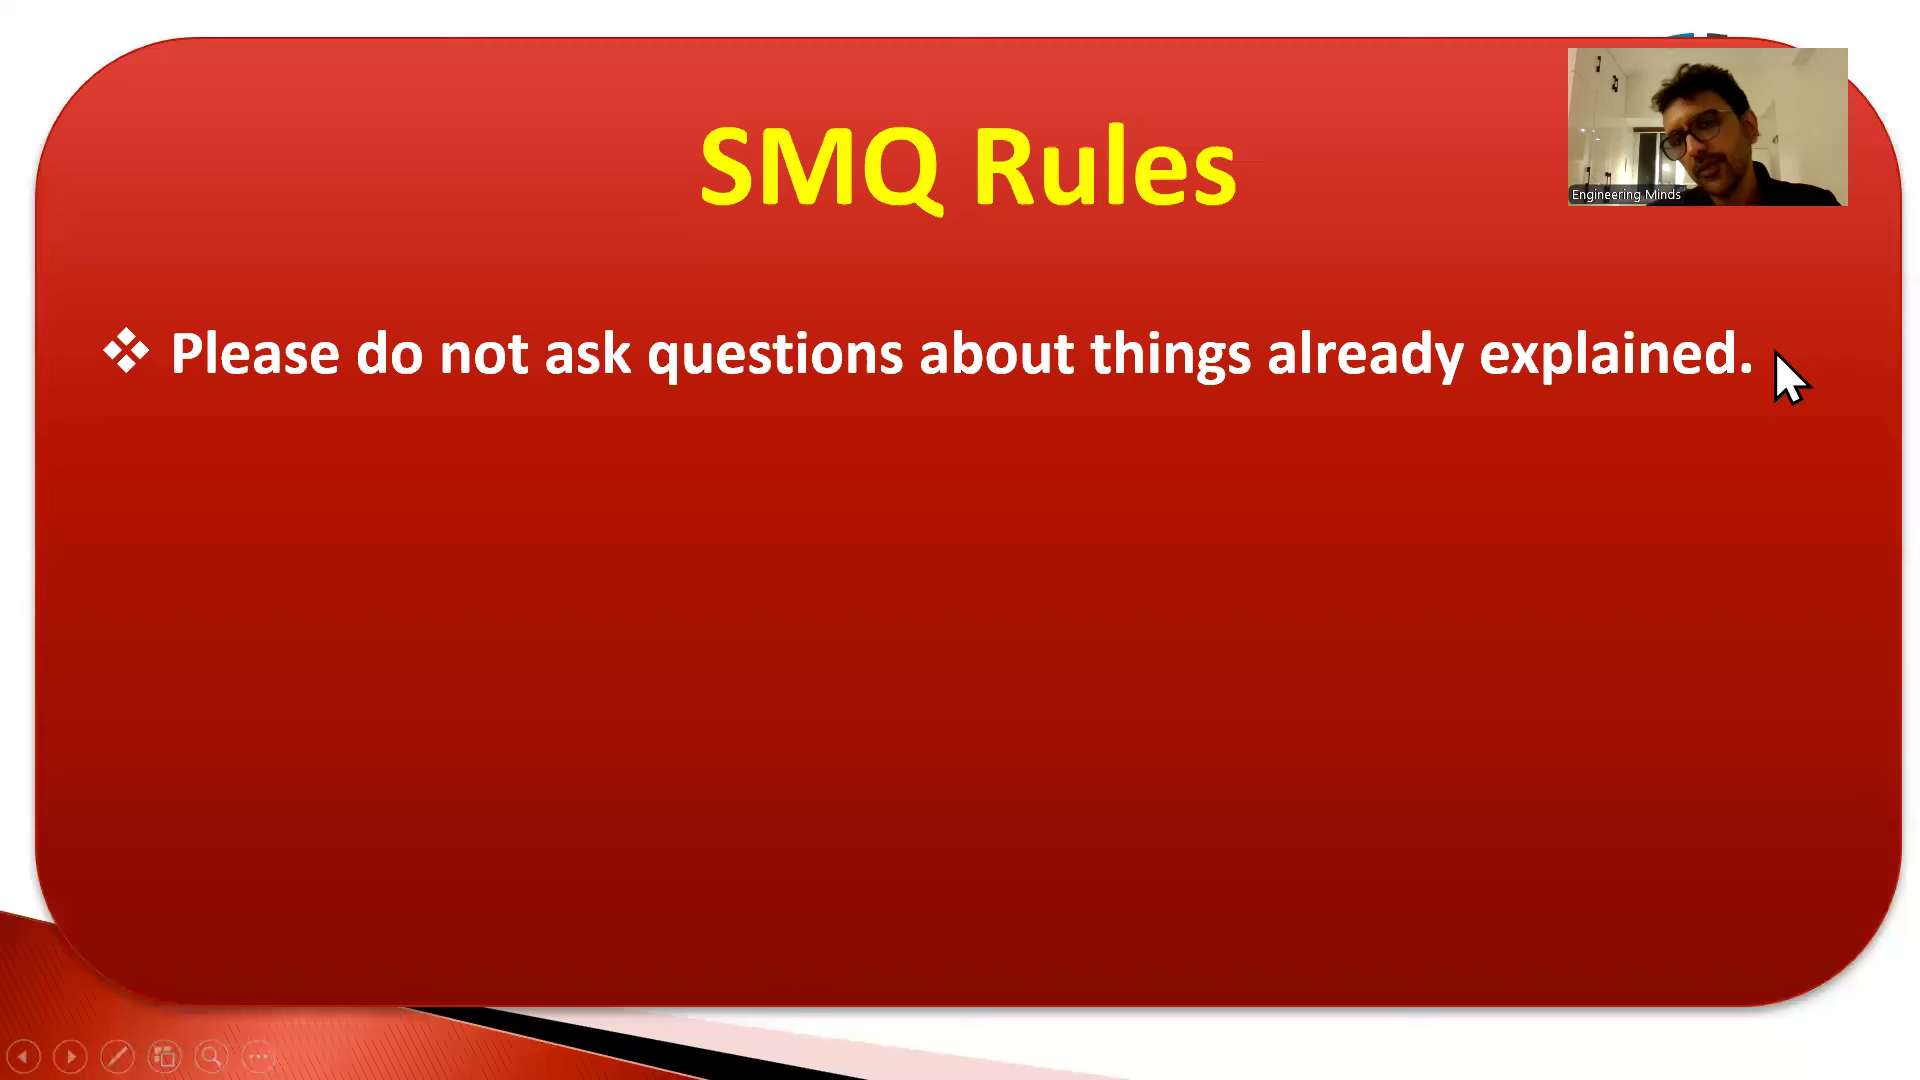 SMQ Rules
Engineering Minds
❖ Please do not ask questions about things already explained.